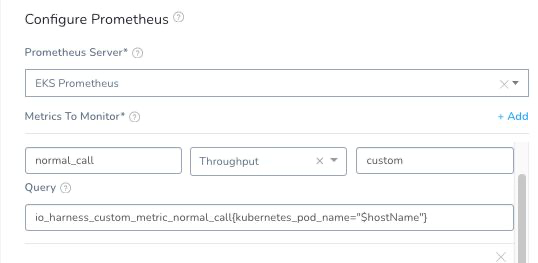 Configure Prometheus ?
Prometheus Server* ?
EKS Prometheus
Metrics To Monitor* ?
+ Add
normal_call Throughput custom
Query ?
io_harness_custom_metric_normal_call{kubernetes_pod_name="$hostName"}